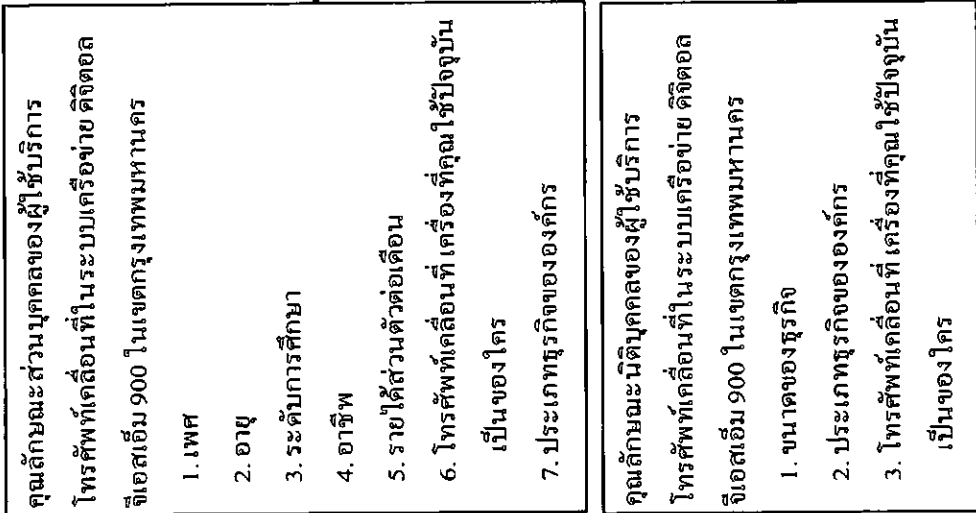 คุณลักษณะส่วนบุคคลของผู้ใช้บริการ
โทรศัพท์เคลื่อนที่ในระบบเครือข่าย ดิจิตอล
จีเอสเอ็ม 900 ในเขตกรุงเทพมหานคร
1. เพศ
2. อายุ
3. ระดับการศึกษา
4. อาชีพ
5. รายได้ส่วนตัวต่อเดือน
6. โทรศัพท์เคลื่อนที่ เครื่องที่คุณใช้ปัจจุบัน
เป็นของใคร
7. ประเภทธุรกิจขององค์กร
คุณลักษณะนิติบุคคลของผู้ใช้บริการ
โทรศัพท์เคลื่อนที่ในระบบเครือข่าย ดิจิตอล
จีเอสเอ็ม 900 ในเขตกรุงเทพมหานคร
1. ขนาดของธุรกิจ
2. ประเภทธุรกิจขององค์กร
3. โทรศัพท์เคลื่อนที่ เครื่องที่คุณใช้ปัจจุบัน
เป็นของใคร